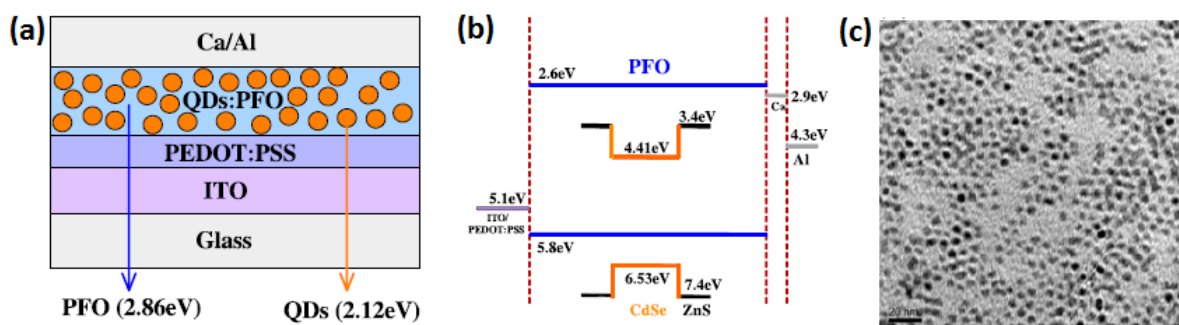 (a)
Ca/Al
QDs:PFO
PEDOT:PSS
ITO
Glass
PFO (2.86eV)
QDs (2.12eV)
(b)
PFO
2.6eV
2.9eV
Ca
3.4eV
4.41eV
4.3eV
Al
5.1eV
ITO/
PEDOT:PSS
5.8eV
6.53eV
7.4eV
CdSe
ZnS
(c)
20 nm